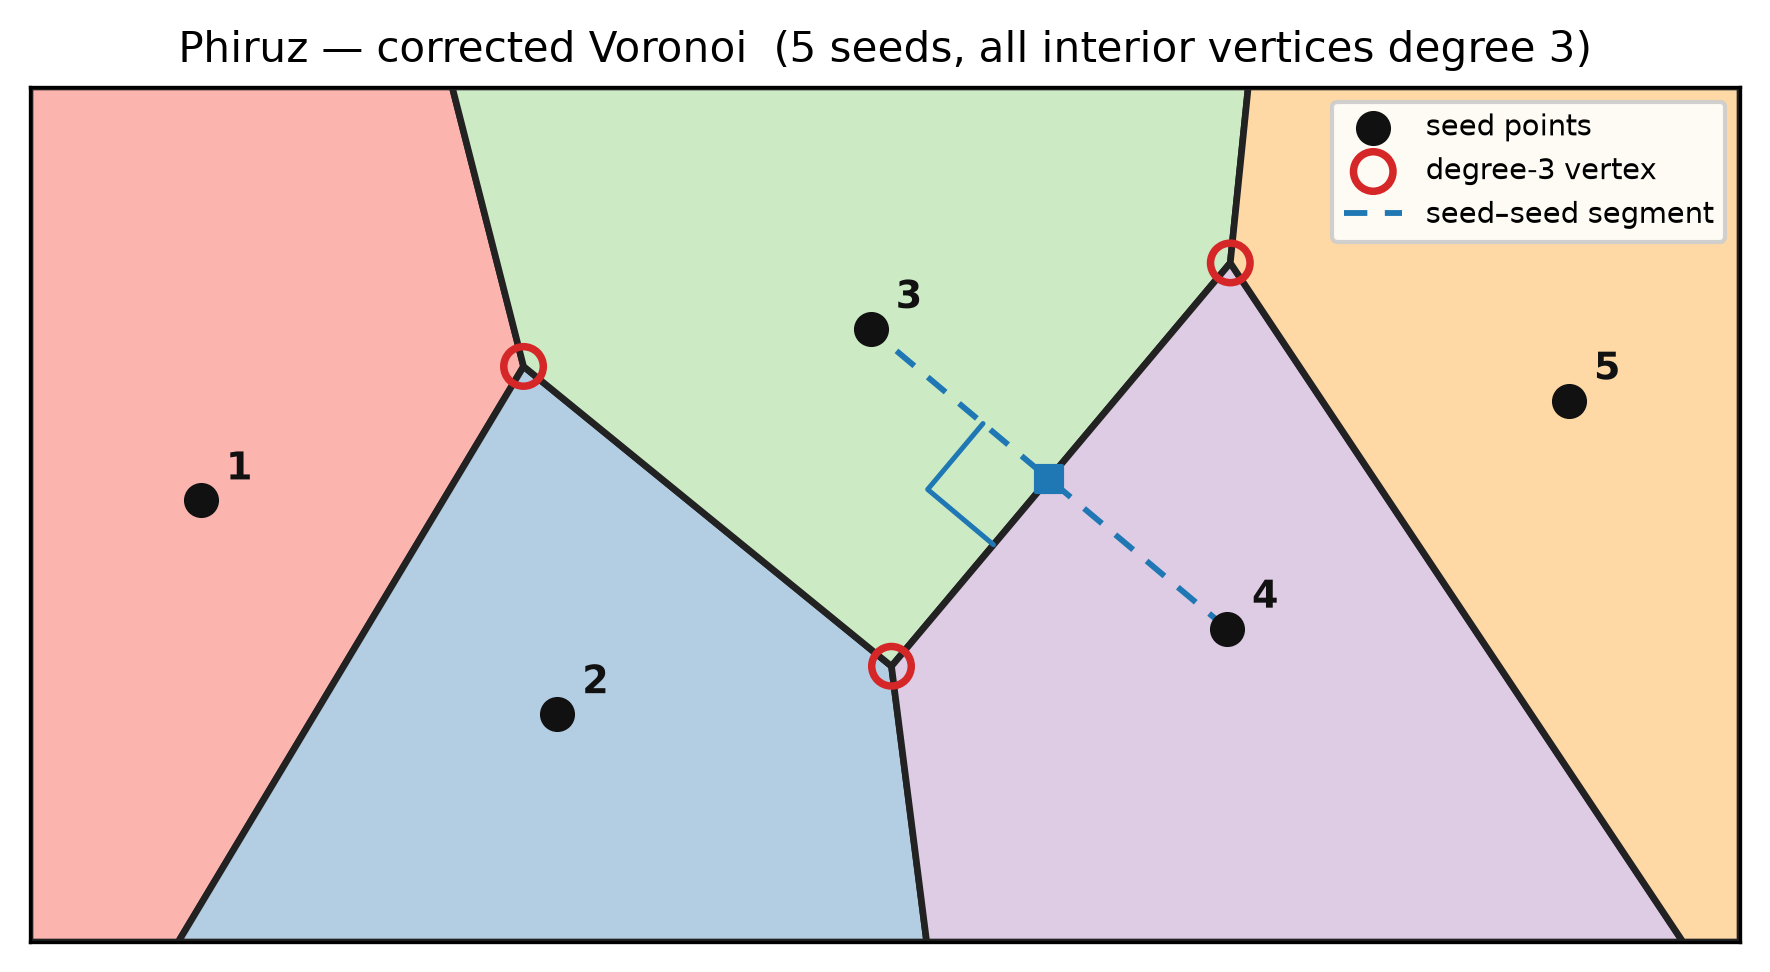 Phiruz — corrected Voronoi  (5 seeds, all interior vertices degree 3)
seed points
degree-3 vertex
seed–seed segment
3
5
1
4
2